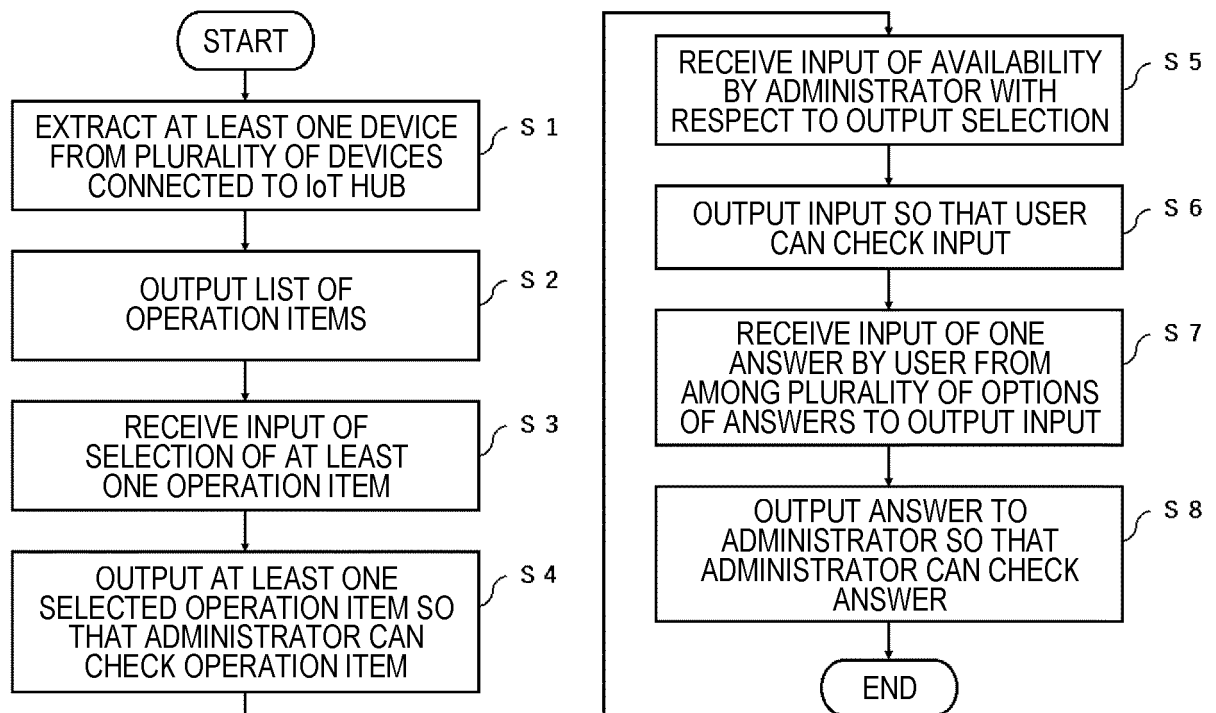 START
EXTRACT AT LEAST ONE DEVICE
FROM PLURALITY OF DEVICES
CONNECTED TO IoT HUB
S 1
OUTPUT LIST OF
OPERATION ITEMS
S 2
RECEIVE INPUT OF
SELECTION OF AT LEAST
ONE OPERATION ITEM
S 3
OUTPUT AT LEAST ONE
SELECTED OPERATION ITEM SO
THAT ADMINISTRATOR CAN
CHECK OPERATION ITEM
S 4
RECEIVE INPUT OF AVAILABILITY
BY ADMINISTRATOR WITH
RESPECT TO OUTPUT SELECTION
S 5
OUTPUT INPUT SO THAT USER
CAN CHECK INPUT
S 6
RECEIVE INPUT OF ONE
ANSWER BY USER FROM
AMONG PLURALITY OF OPTIONS
OF ANSWERS TO OUTPUT INPUT
S 7
OUTPUT ANSWER TO
ADMINISTRATOR SO THAT
ADMINISTRATOR CAN CHECK
ANSWER
S 8
END